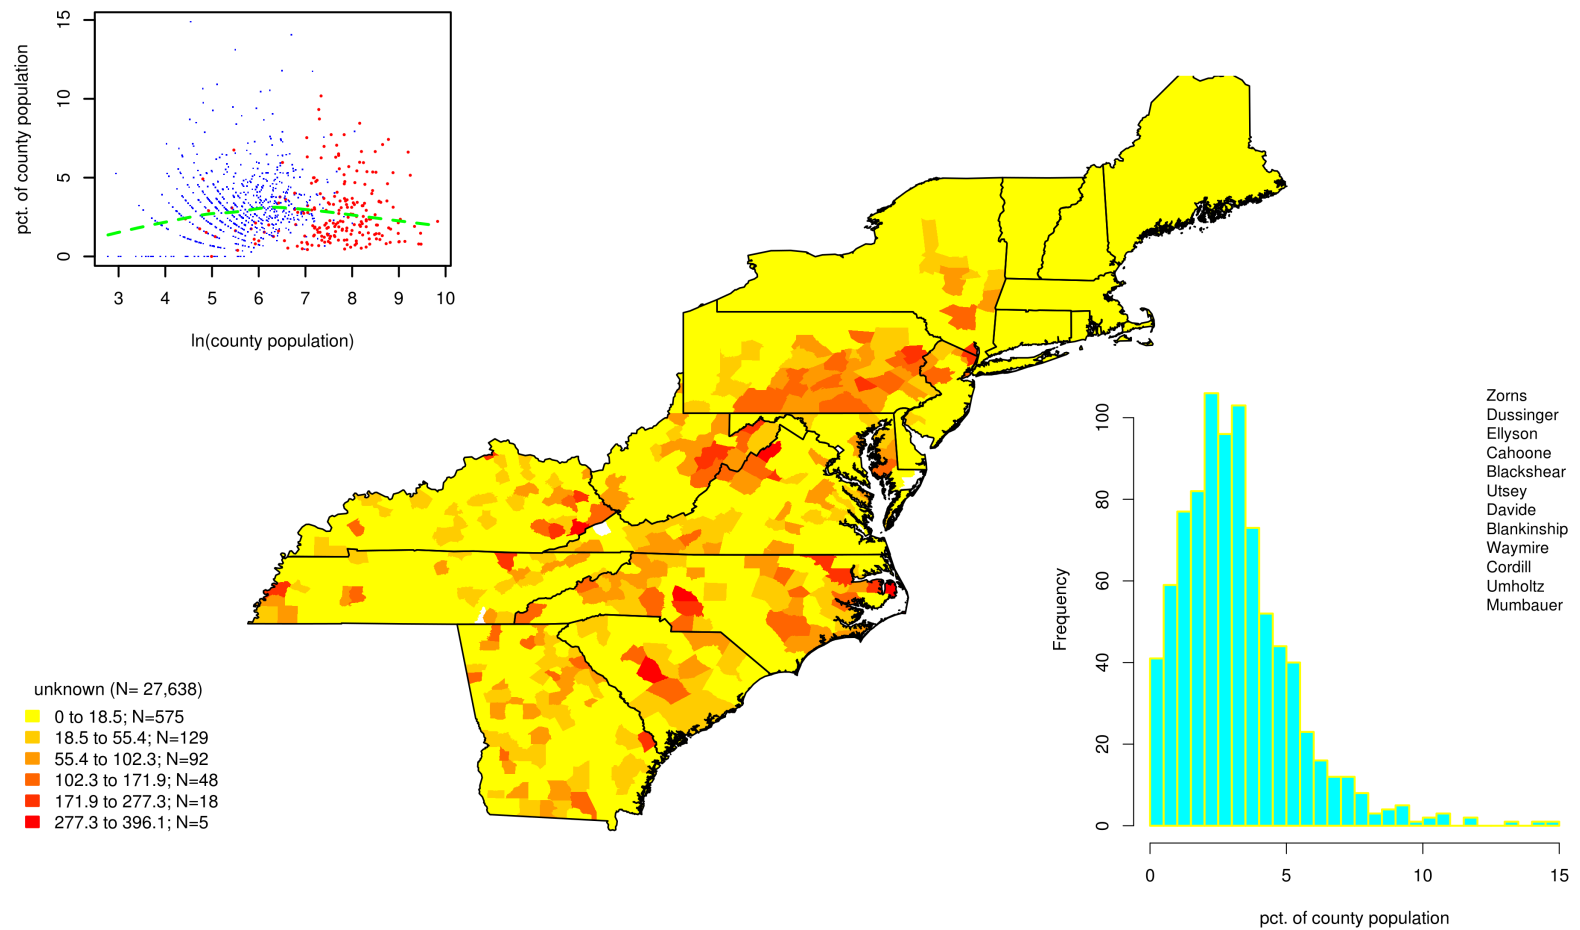 15
10
5
0
pct. of county population
3 4 5 6 7 8 9 10
ln(county population)
unknown (N= 27,638)
0 to 18.5; N=575
18.5 to 55.4; N=129
55.4 to 102.3; N=92
102.3 to 171.9; N=48
171.9 to 277.3; N=18
277.3 to 396.1; N=5
Zorns
Dussinger
Ellyson
Cahoone
Blackshear
Utsey
Davide
Blankinship
Waymire
Cordill
Umholtz
Mumbauer
100
80
60
40
20
0
Frequency
0 5 10 15
pct. of county population